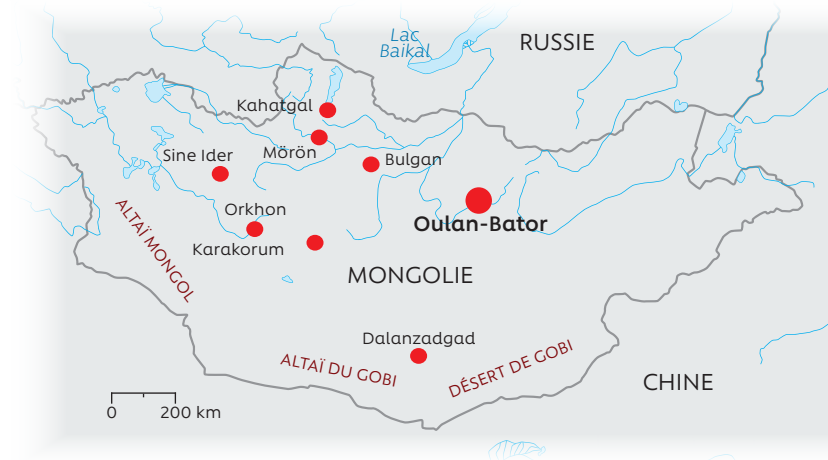 Lac
Baikal
RUSSIE
Kahatgal
Mörön
Sine Ider
Bulgan
Orkhon
Oulan-Bator
Karakorum
ALTAÏ MONGOL
MONGOLIE
Dalanzadgad
ALTAÏ DU GOBI
DÉSERT DE GOBI
CHINE
0 200 km